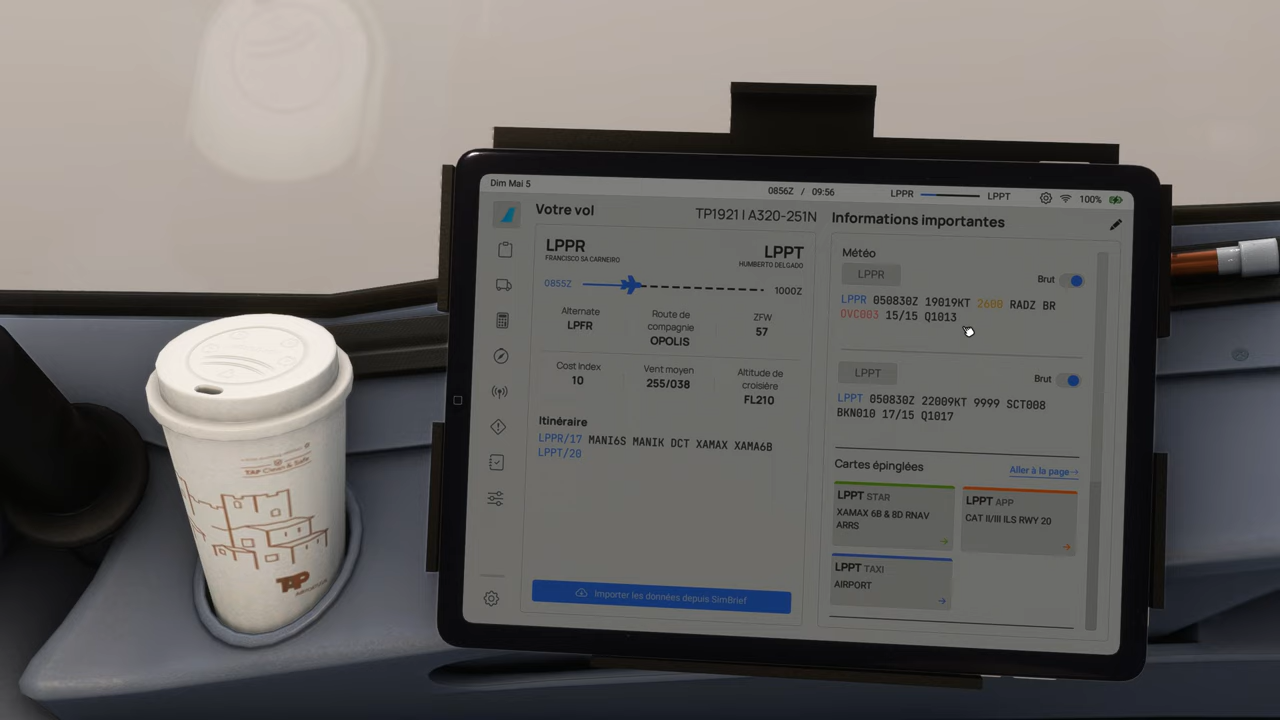 Dim Mai 5
0856Z / 09:56
LPPR
LPPT
100%
Votre vol
TP1921 | A320-251N
LPPR
LPPT
FRANCISCO SA CARNEIRO
HUMBERTO DELGADO
0855Z
1000Z
Alternate
LPFR
Route de
compagnie
OPOLIS
ZFW
57
Cost Index
10
Vent moyen
255/038
Altitude de
croisière
FL210
Itinéraire
LPPR/17 MANI6S MANIK DCT XAMAX XAMA6B
LPPT/20
Importer les données depuis SimBrief
Informations importantes
Météo
LPPR
Brut
LPPR 050830Z 19019KT 2600 RADZ BR
OVC003 15/15 Q1013
LPPT
Brut
LPPT 050830Z 22009KT 9999 SCT008
BKN010 17/15 Q1017
Cartes épinglées
Aller à la page→
LPPT STAR
XAMAX 6B & 8D RNAV
ARRS
LPPT APP
CAT II/III ILS RWY 20
LPPT TAXI
AIRPORT
TAP Clean & Safe
TAP